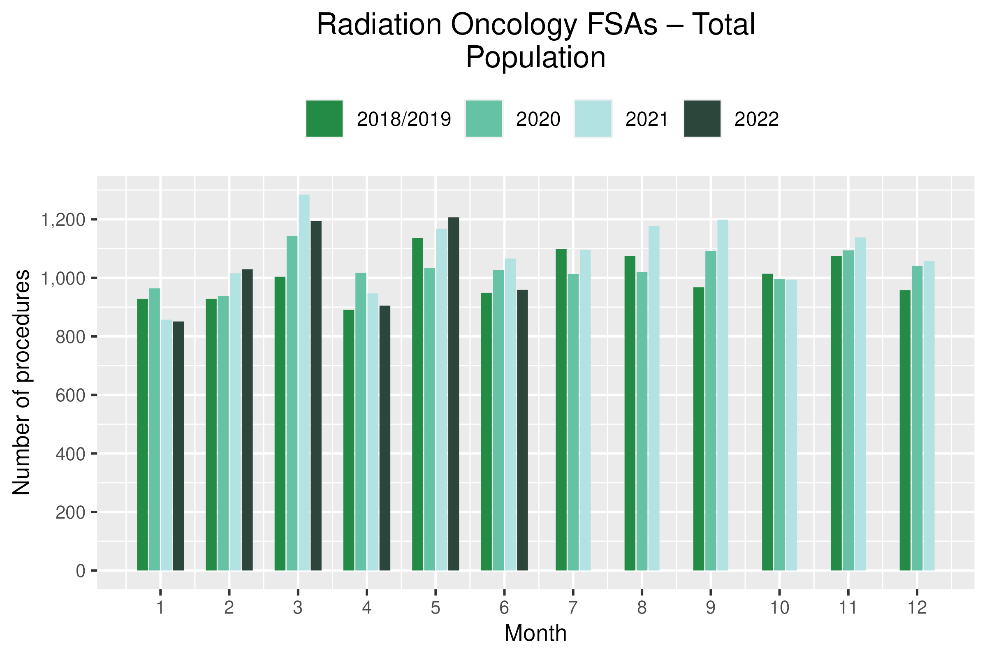 Radiation Oncology FSAs – Total
Population
2018/2019 2020 2021 2022
Number of procedures
1,200
1,000
800
600
400
200
0
1 2 3 4 5 6 7 8 9 10 11 12
Month